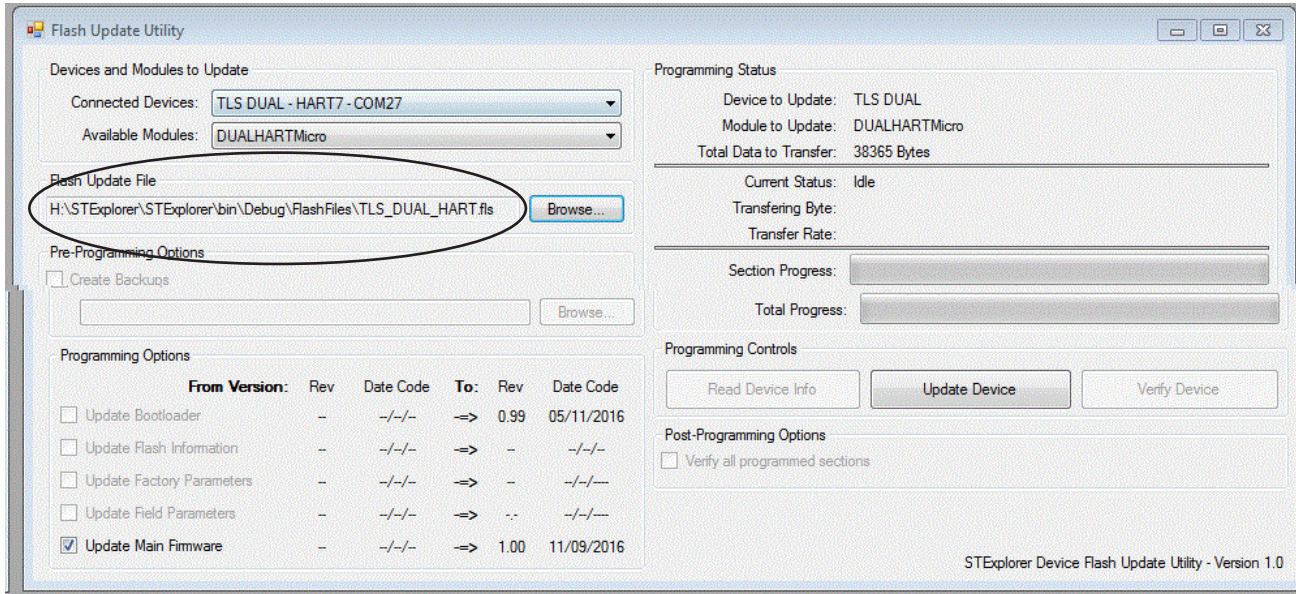 Flash Update Utility
Devices and Modules to Update
Connected Devices: TLS DUAL - HART7 - COM27
Available Modules: DUALHARTMicro
Flash Update File
H:\STExplorer\STExplorer\bin\Debug\FlashFiles\TLS_DUAL_HART.fls Browse...
Pre-Programming Options
Create Backups
Browse...
Programming Options
From Version: Rev Date Code To: Rev Date Code
Update Bootloader -- --/--/-- -=> 0.99 05/11/2016
Update Flash Information -- --/--/-- -=> -- --/--/--
Update Factory Parameters -- --/--/-- -=> -- --/--/----
Update Field Parameters -- --/--/-- -=> -.- --/--/----
Update Main Firmware -- --/--/-- -=> 1.00 11/09/2016
Programming Status
Device to Update: TLS DUAL
Module to Update: DUALHARTMicro
Total Data to Transfer: 38365 Bytes
Current Status: Idle
Transfering Byte:
Transfer Rate:
Section Progress:
Total Progress:
Programming Controls
Read Device Info Update Device Verify Device
Post-Programming Options
Verify all programmed sections
STExplorer Device Flash Update Utility - Version 1.0